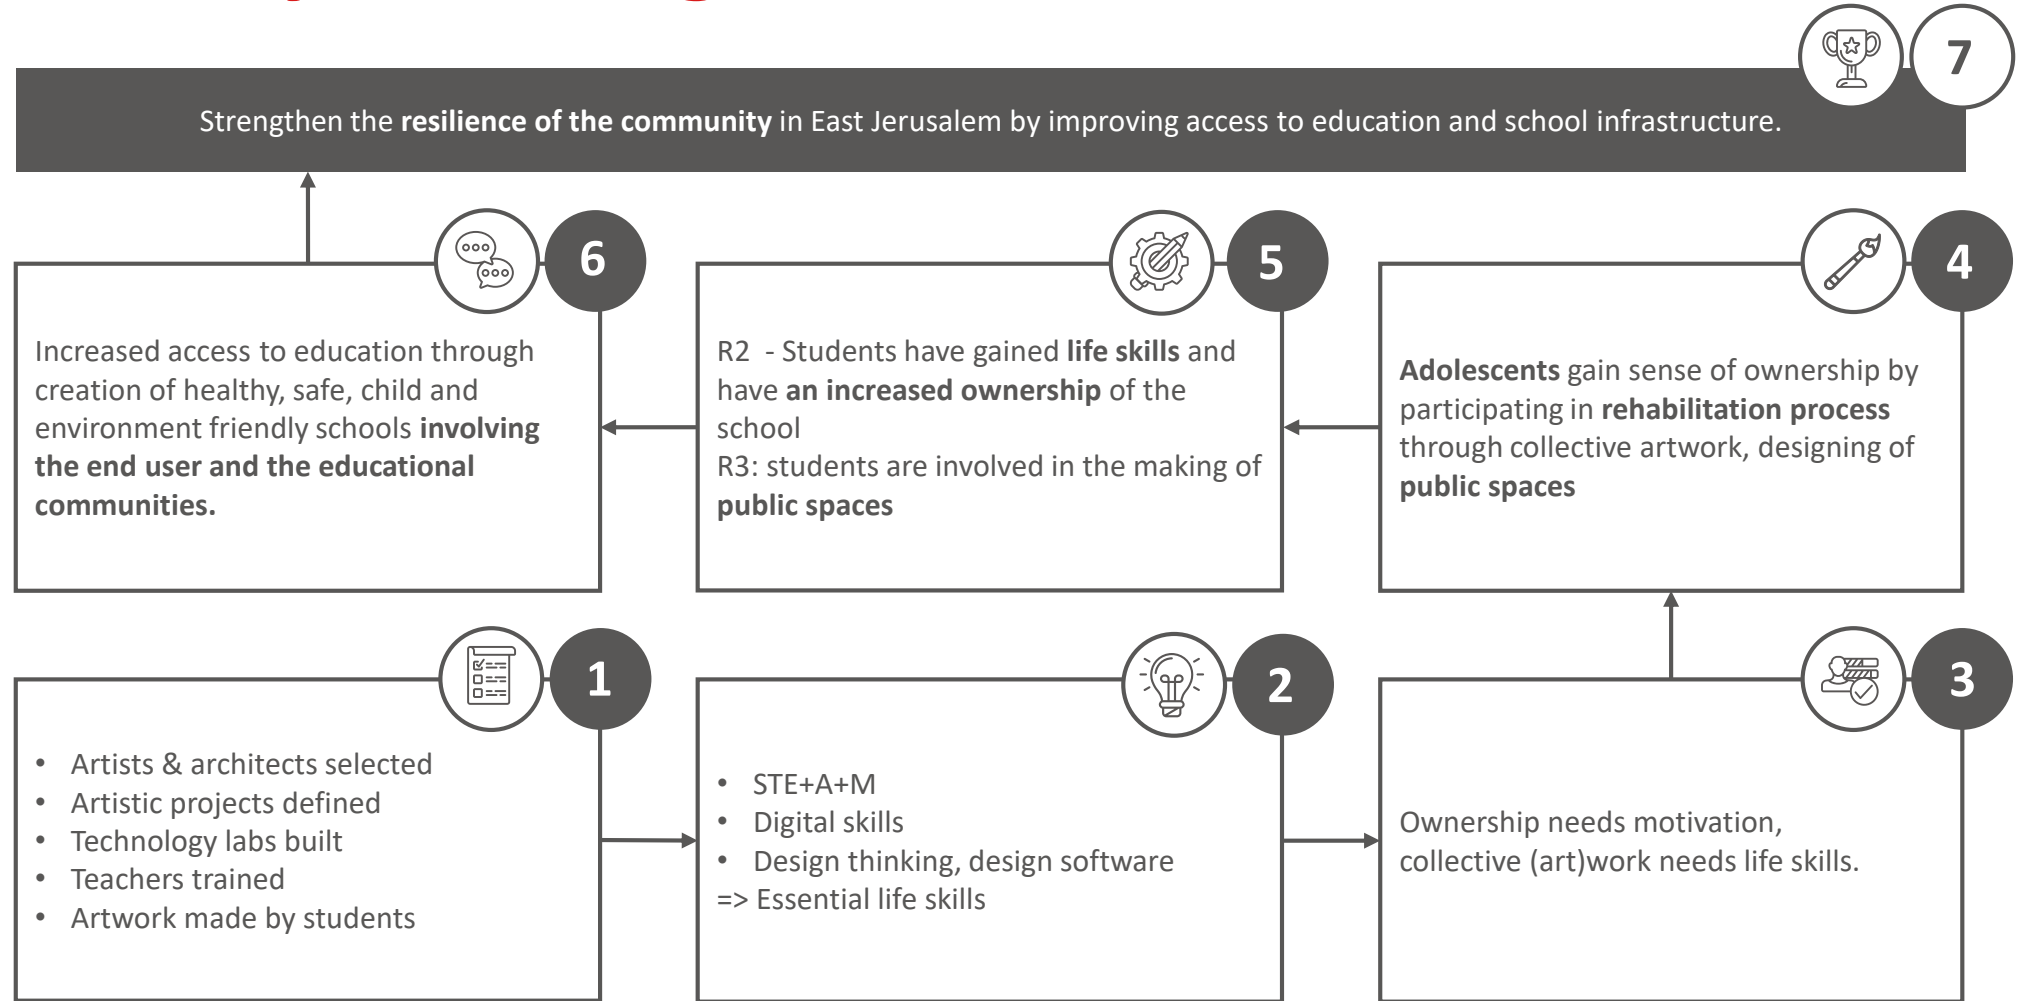 7
Strengthen the resilience of the community in East Jerusalem by improving access to education and school infrastructure.
6
Increased access to education through
creation of healthy, safe, child and
environment friendly schools involving
the end user and the educational
communities.
5
R2  - Students have gained life skills and
have an increased ownership of the
school
R3: students are involved in the making of
public spaces
4
Adolescents gain sense of ownership by
participating in rehabilitation process
through collective artwork, designing of
public spaces
1
• Artists & architects selected
• Artistic projects defined
• Technology labs built
• Teachers trained
• Artwork made by students
2
• STE+A+M
• Digital skills
• Design thinking, design software
=> Essential life skills
3
Ownership needs motivation,
collective (art)work needs life skills.